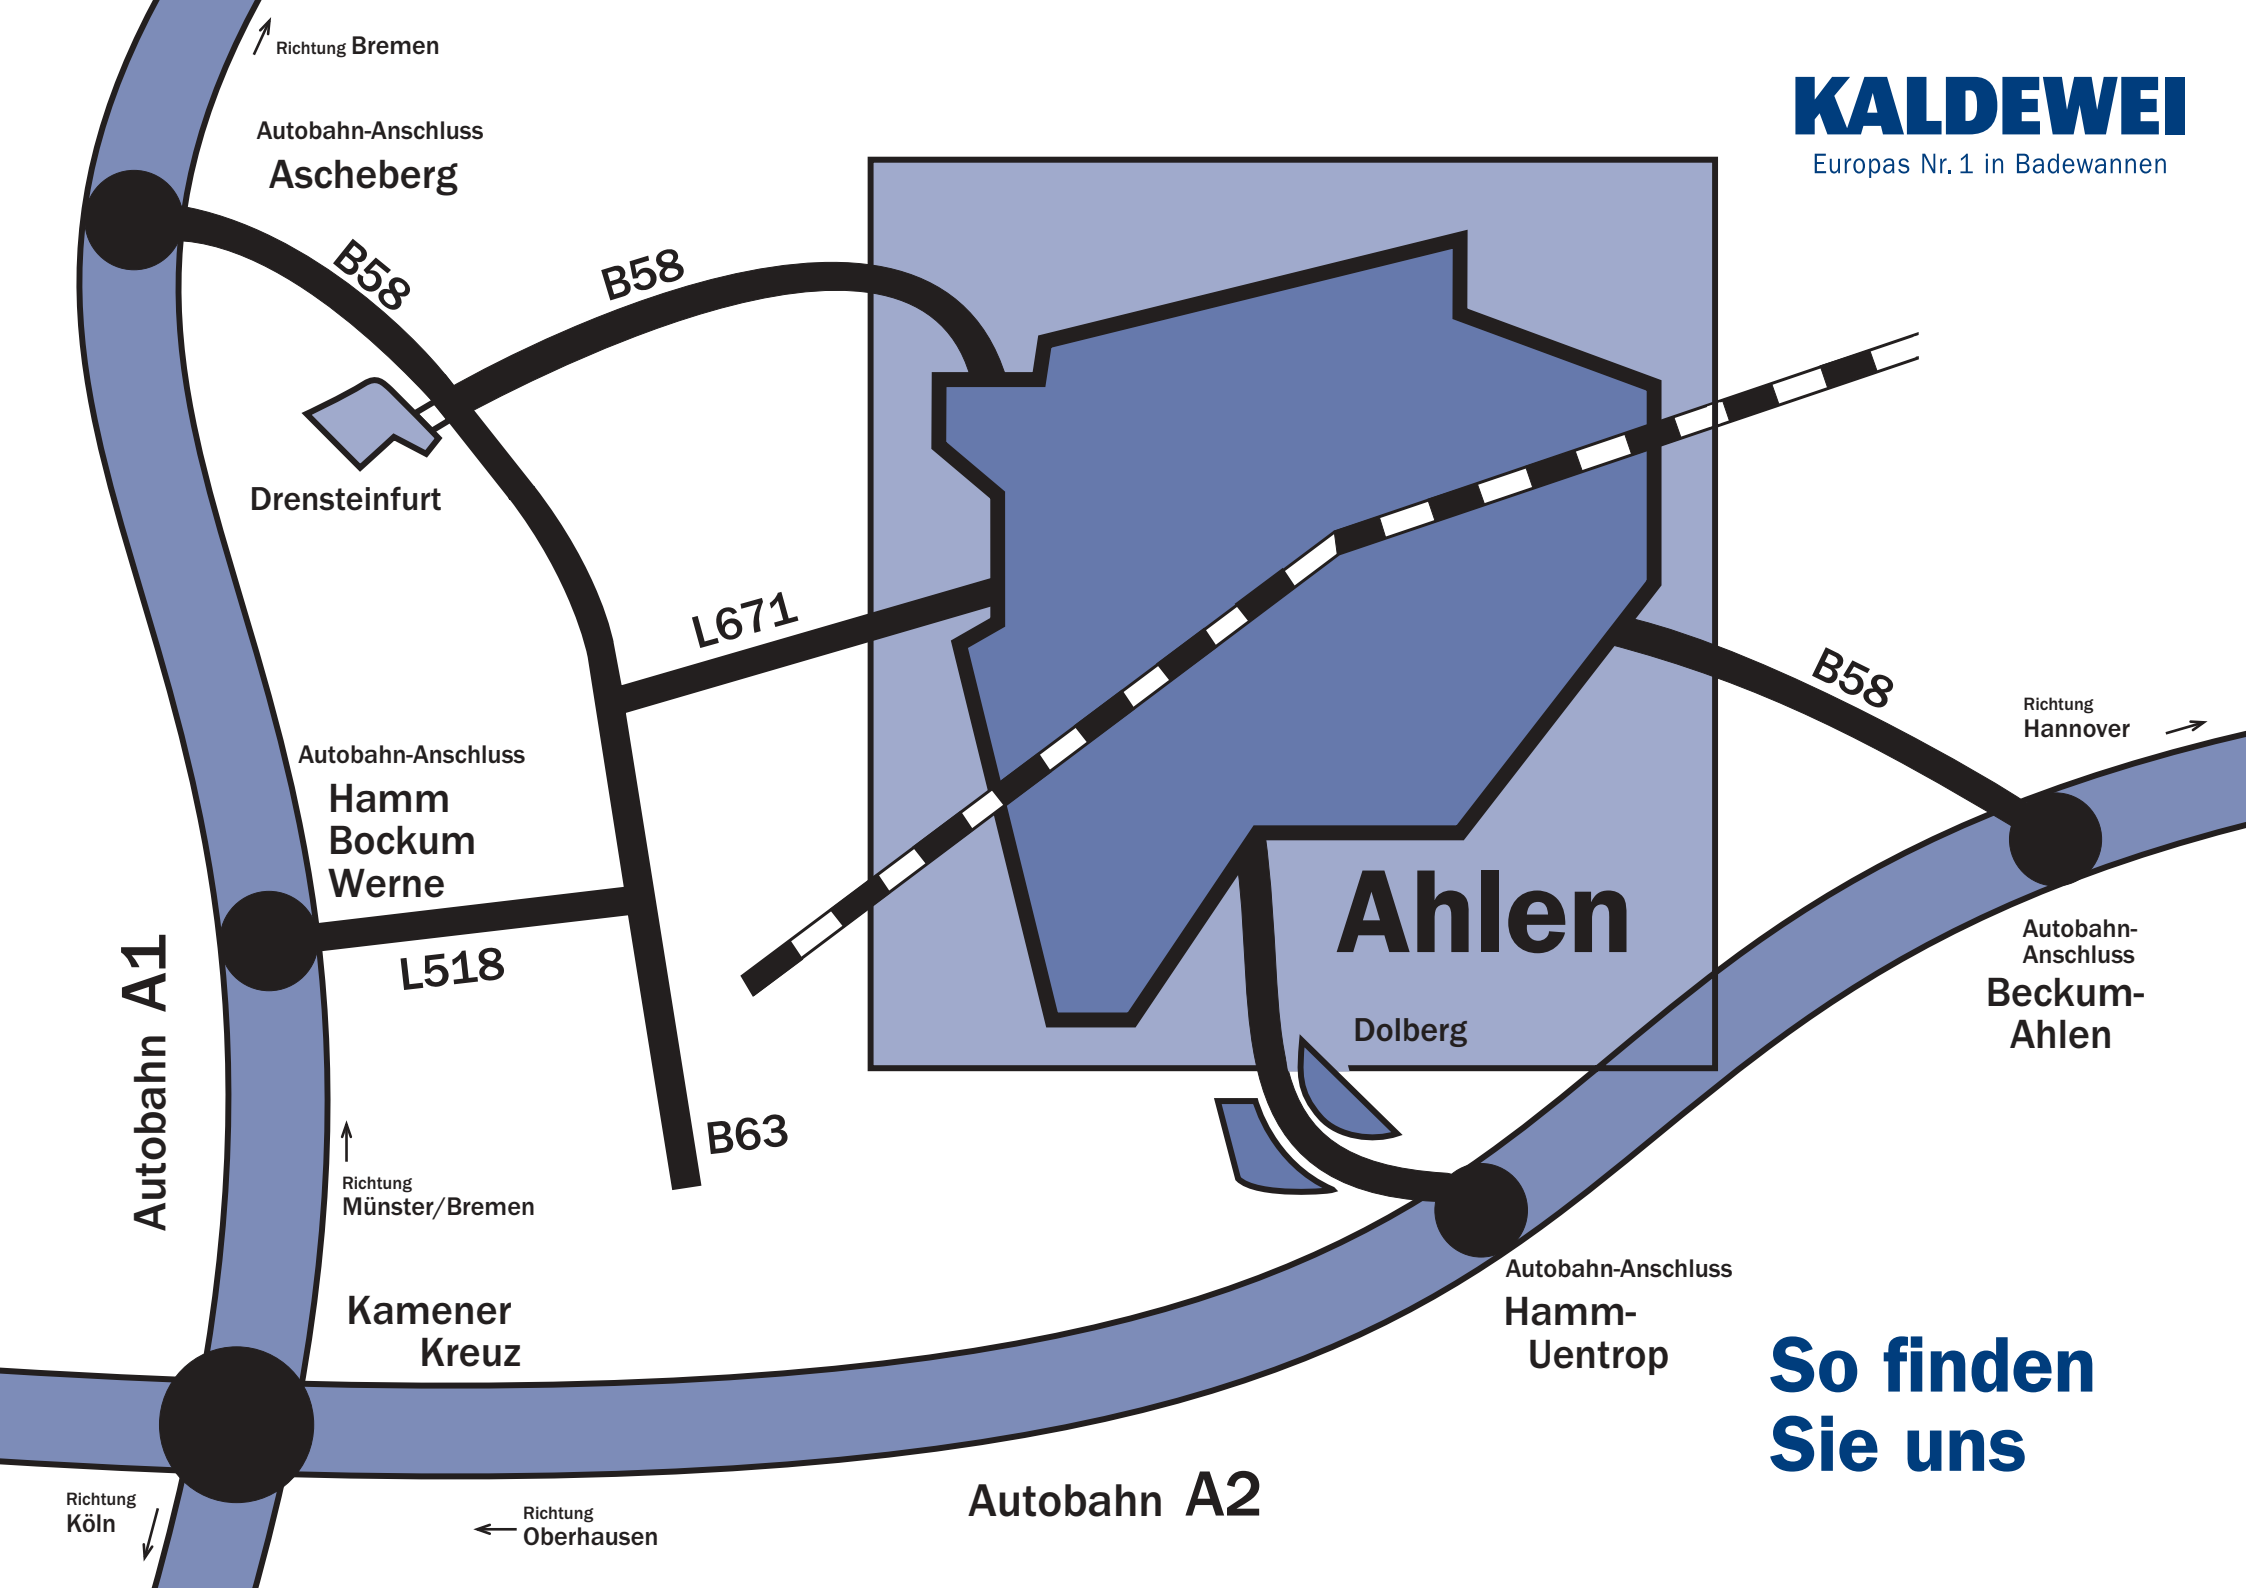 Richtung Bremen
Autobahn-Anschluss
Ascheberg
KALDEWEI
Europas Nr. 1 in Badewannen
B58
B58
Drensteinfurt
L671
B58
Richtung
Hannover
Autobahn-Anschluss
Hamm
Bockum
Werne
L518
Autobahn A1
Ahlen
Dolberg
Autobahn-
Anschluss
Beckum-
Ahlen
B63
Richtung
Münster/Bremen
Kamener
Kreuz
Autobahn-Anschluss
Hamm-
Uentrop
So finden
Sie uns
Richtung
Köln
Richtung
Oberhausen
Autobahn A2